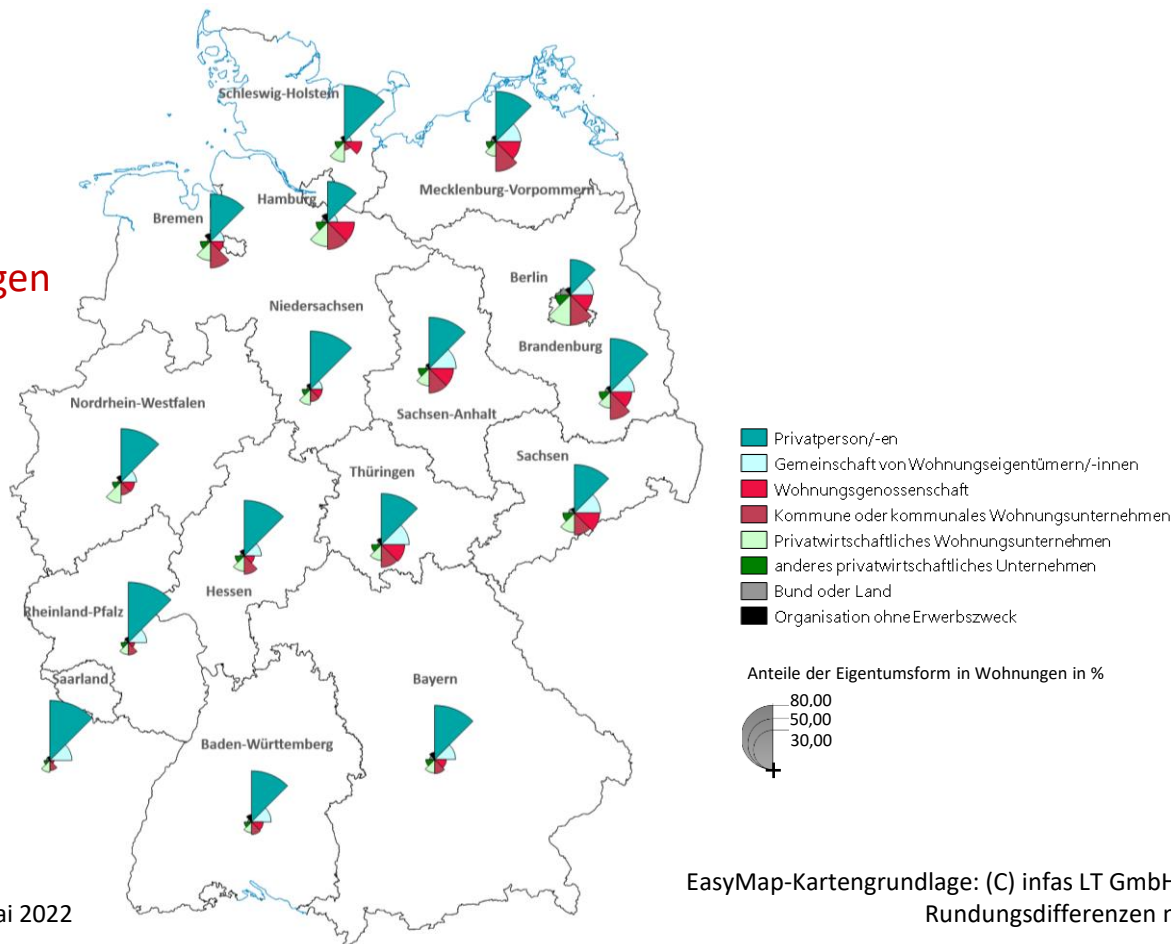 Schleswig-Holstein
Mecklenburg-Vorpommern
Hamburg
Bremen
gen
Berlin
Niedersachsen
Brandenburg
Nordrhein-Westfalen
Sachsen-Anhalt
Sachsen
Thüringen
Hessen
Rheinland-Pfalz
Saarland
Bayern
Baden-Württemberg
Privatperson/-en
Gemeinschaft von Wohnungseigentümern/-innen
Wohnungsgenossenschaft
Kommune oder kommunales Wohnungsunternehmen
Privatwirtschaftliches Wohnungsunternehmen
anderes privatwirtschaftliches Unternehmen
Bund oder Land
Organisation ohne Erwerbszweck
Anteile der Eigentumsform in Wohnungen in %
80,00
50,00
30,00
ai 2022
EasyMap-Kartengrundlage: (C) infas LT GmbH
Rundungsdifferenzen